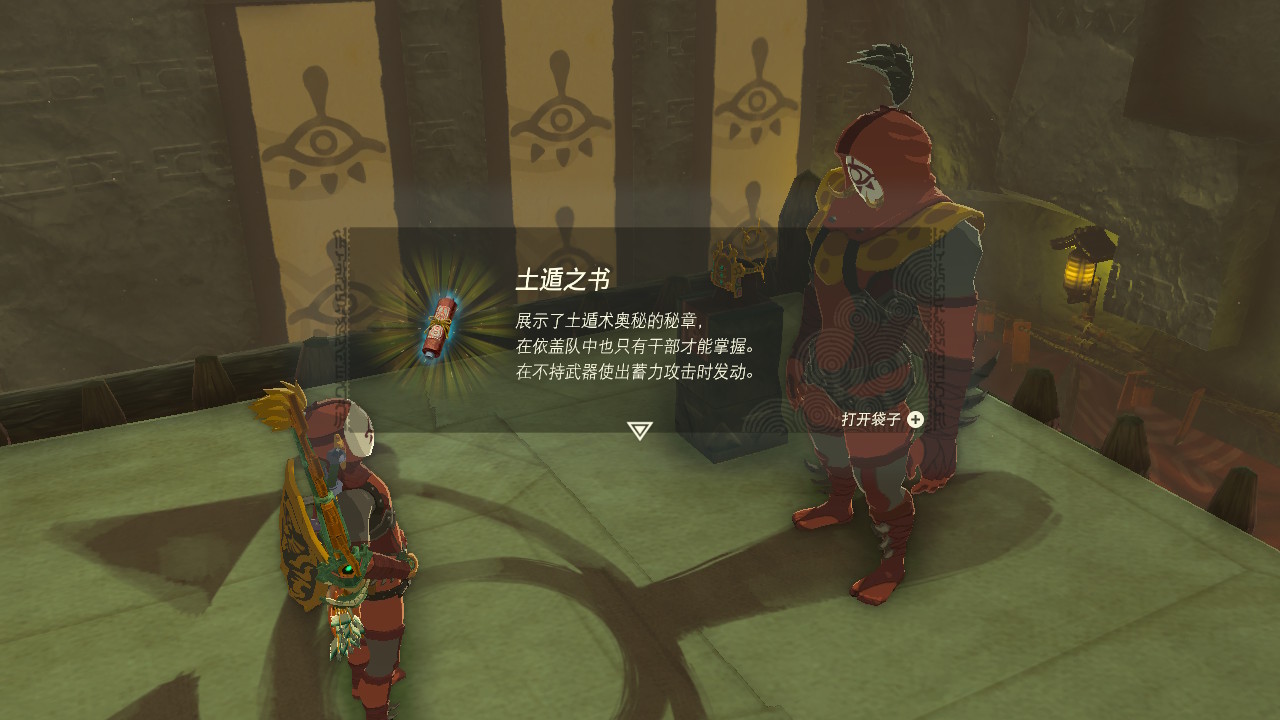 土遁之书
展示了土遁术奥秘的秘章，
在依盖队中也只有干部才能掌握。
在不持武器使出蓄力攻击时发动。
打开袋子